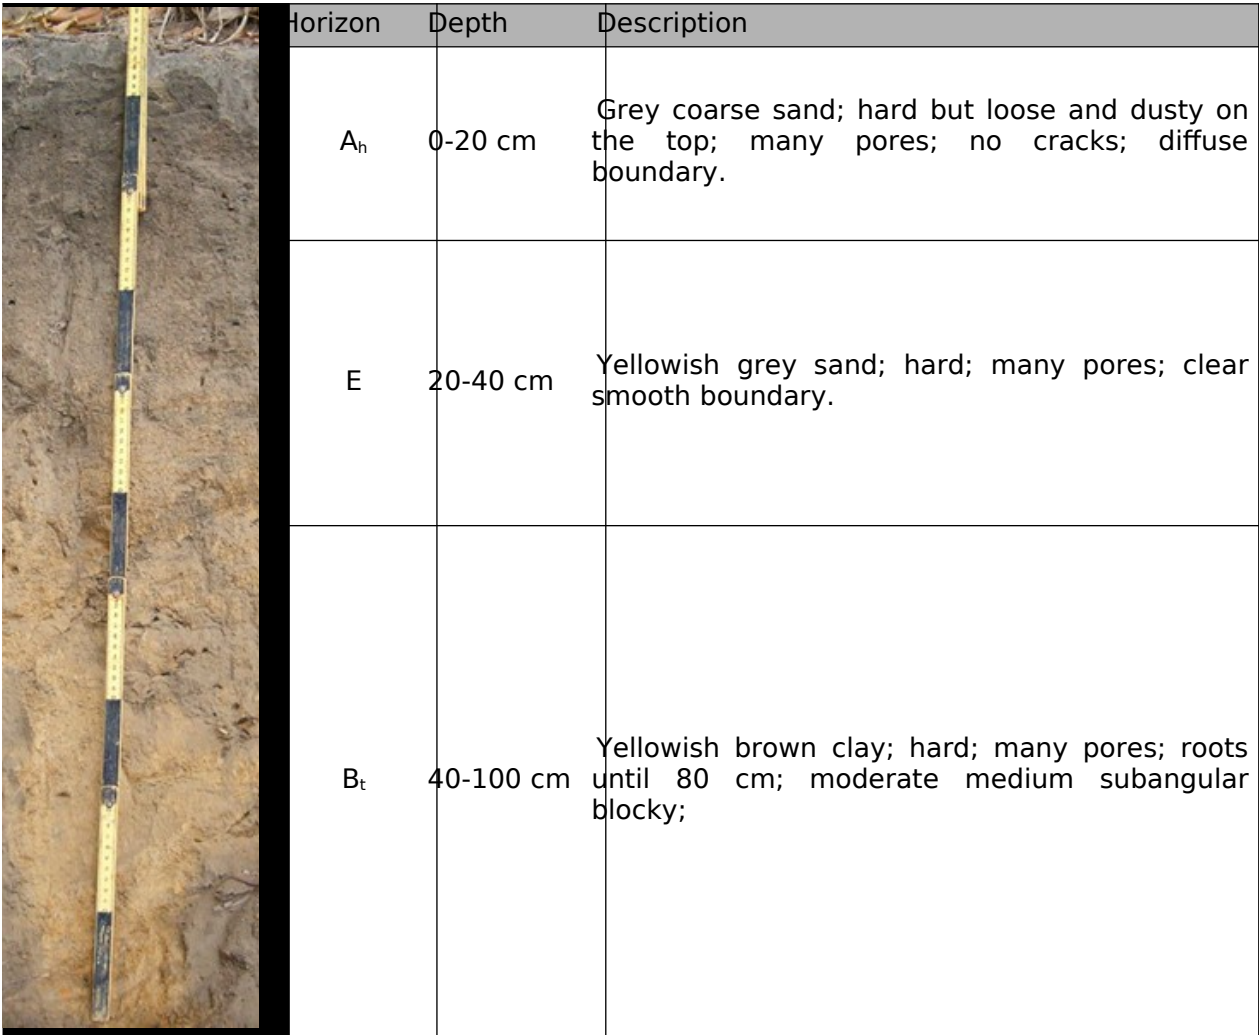 Horizon Depth Description
Ah 0-20 cm Grey coarse sand; hard but loose and dusty on
the top; many pores; no cracks; diffuse
boundary.
E 20-40 cm Yellowish grey sand; hard; many pores; clear
smooth boundary.
Bt 40-100 cm Yellowish brown clay; hard; many pores; roots
until 80 cm; moderate medium subangular
blocky;